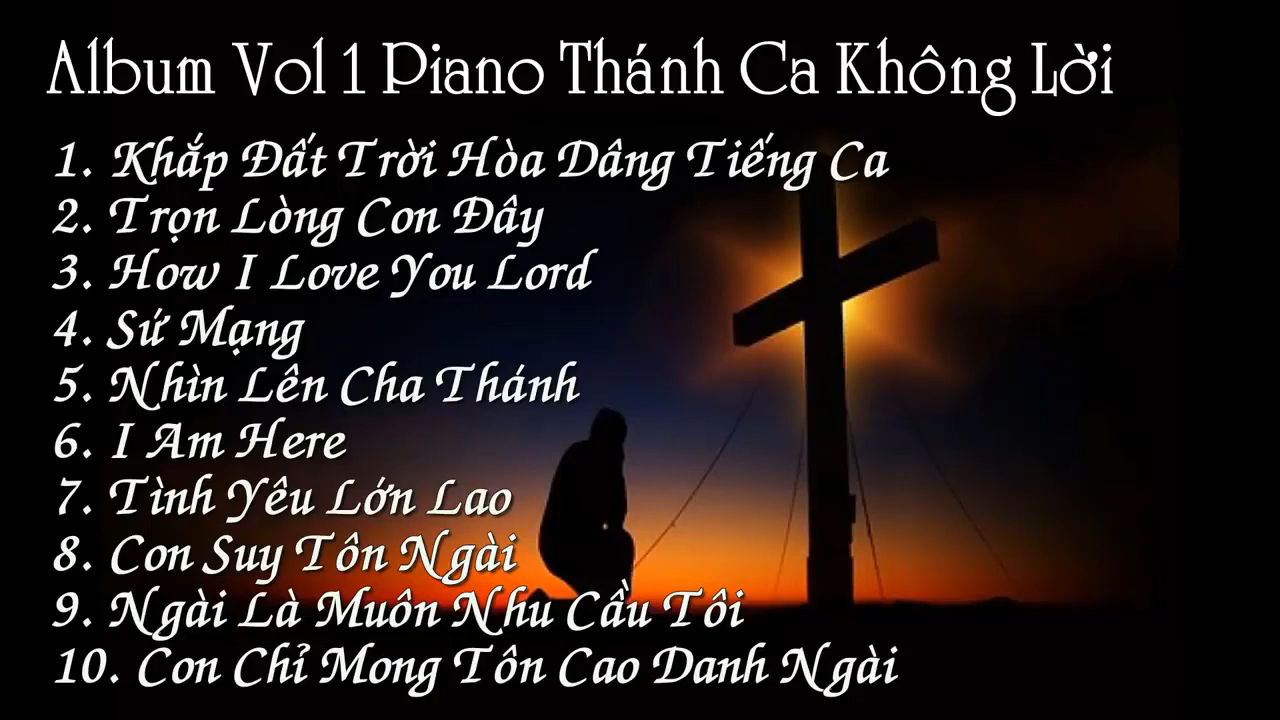 Album Vol 1 Piano Thánh Ca Không Lời
1. Khắp Đất Trời Hòa Dâng Tiếng Ca
2. Trọn Lòng Con Đây
3. How I Love You Lord
4. Sứ Mạng
5. Nhìn Lên Cha Thánh
6. I Am Here
7. Tình Yêu Lớn Lao
8. Con Suy Tôn Ngài
9. Ngài Là Muôn Nhu Cầu Tôi
10. Con Chỉ Mong Tôn Cao Danh Ngài